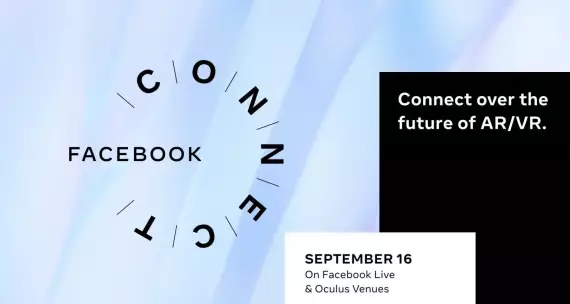 FACEBOOK
CONNECT
Connect over the
future of AR/VR.
SEPTEMBER 16
On Facebook Live
& Oculus Venues